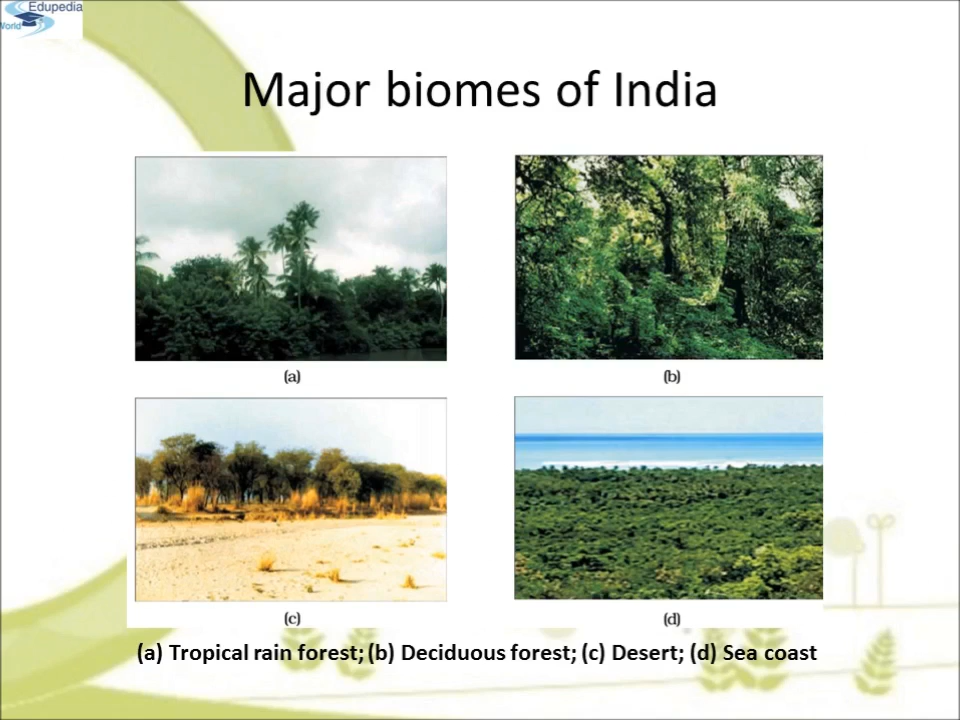 Edupedia
World
Major biomes of India
(a)
(b)
(c)
(d)
(a) Tropical rain forest; (b) Deciduous forest; (c) Desert; (d) Sea coast